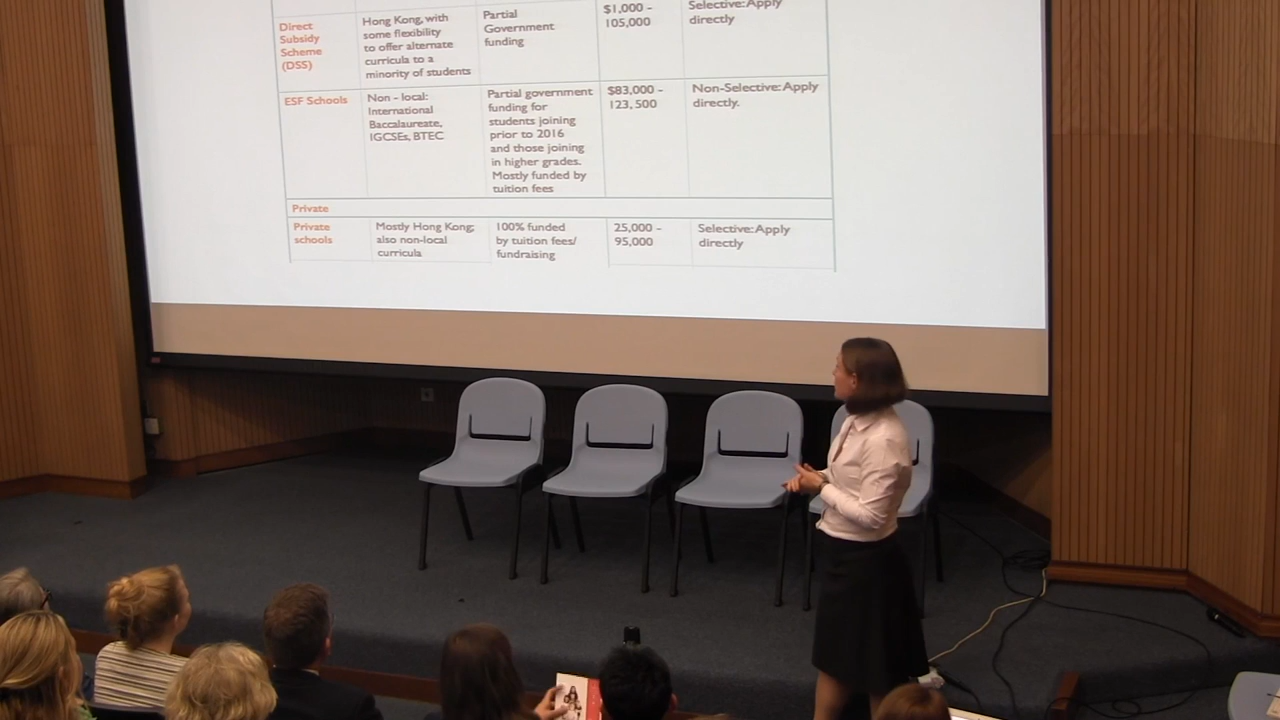 Direct
Subsidy
Scheme
(DSS)
Hong Kong, with
some flexibility
to offer alternate
curricula to a
minority of students
Partial
Government
funding
$1,000 –
105,000
Selective: Apply
directly
ESF Schools
Non – local:
International
Baccalaureate,
IGCSEs, BTEC
Partial government
funding for
students joining
prior to 2016
and those joining
in higher grades.
Mostly funded by
tuition fees
$83,000 –
123, 500
Non-Selective: Apply
directly.
Private
Private
schools
Mostly Hong Kong;
also non-local
curricula
100% funded
by tuition fees/
fundraising
25,000 –
95,000
Selective: Apply
directly